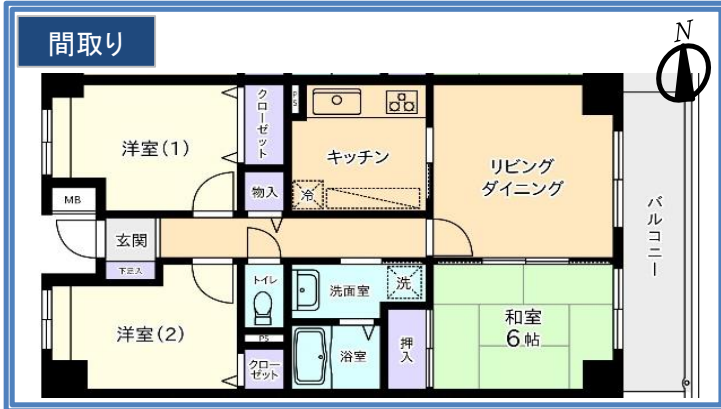 間取り
N
クローゼット
PS
洋室(1)
キッチン
リビング
ダイニング
物入
冷
MB
バルコニー
玄関
下足入
トイレ
洗面室
洗
洋室(2)
和室
6帖
PS
押入
浴室
クロー
ゼット